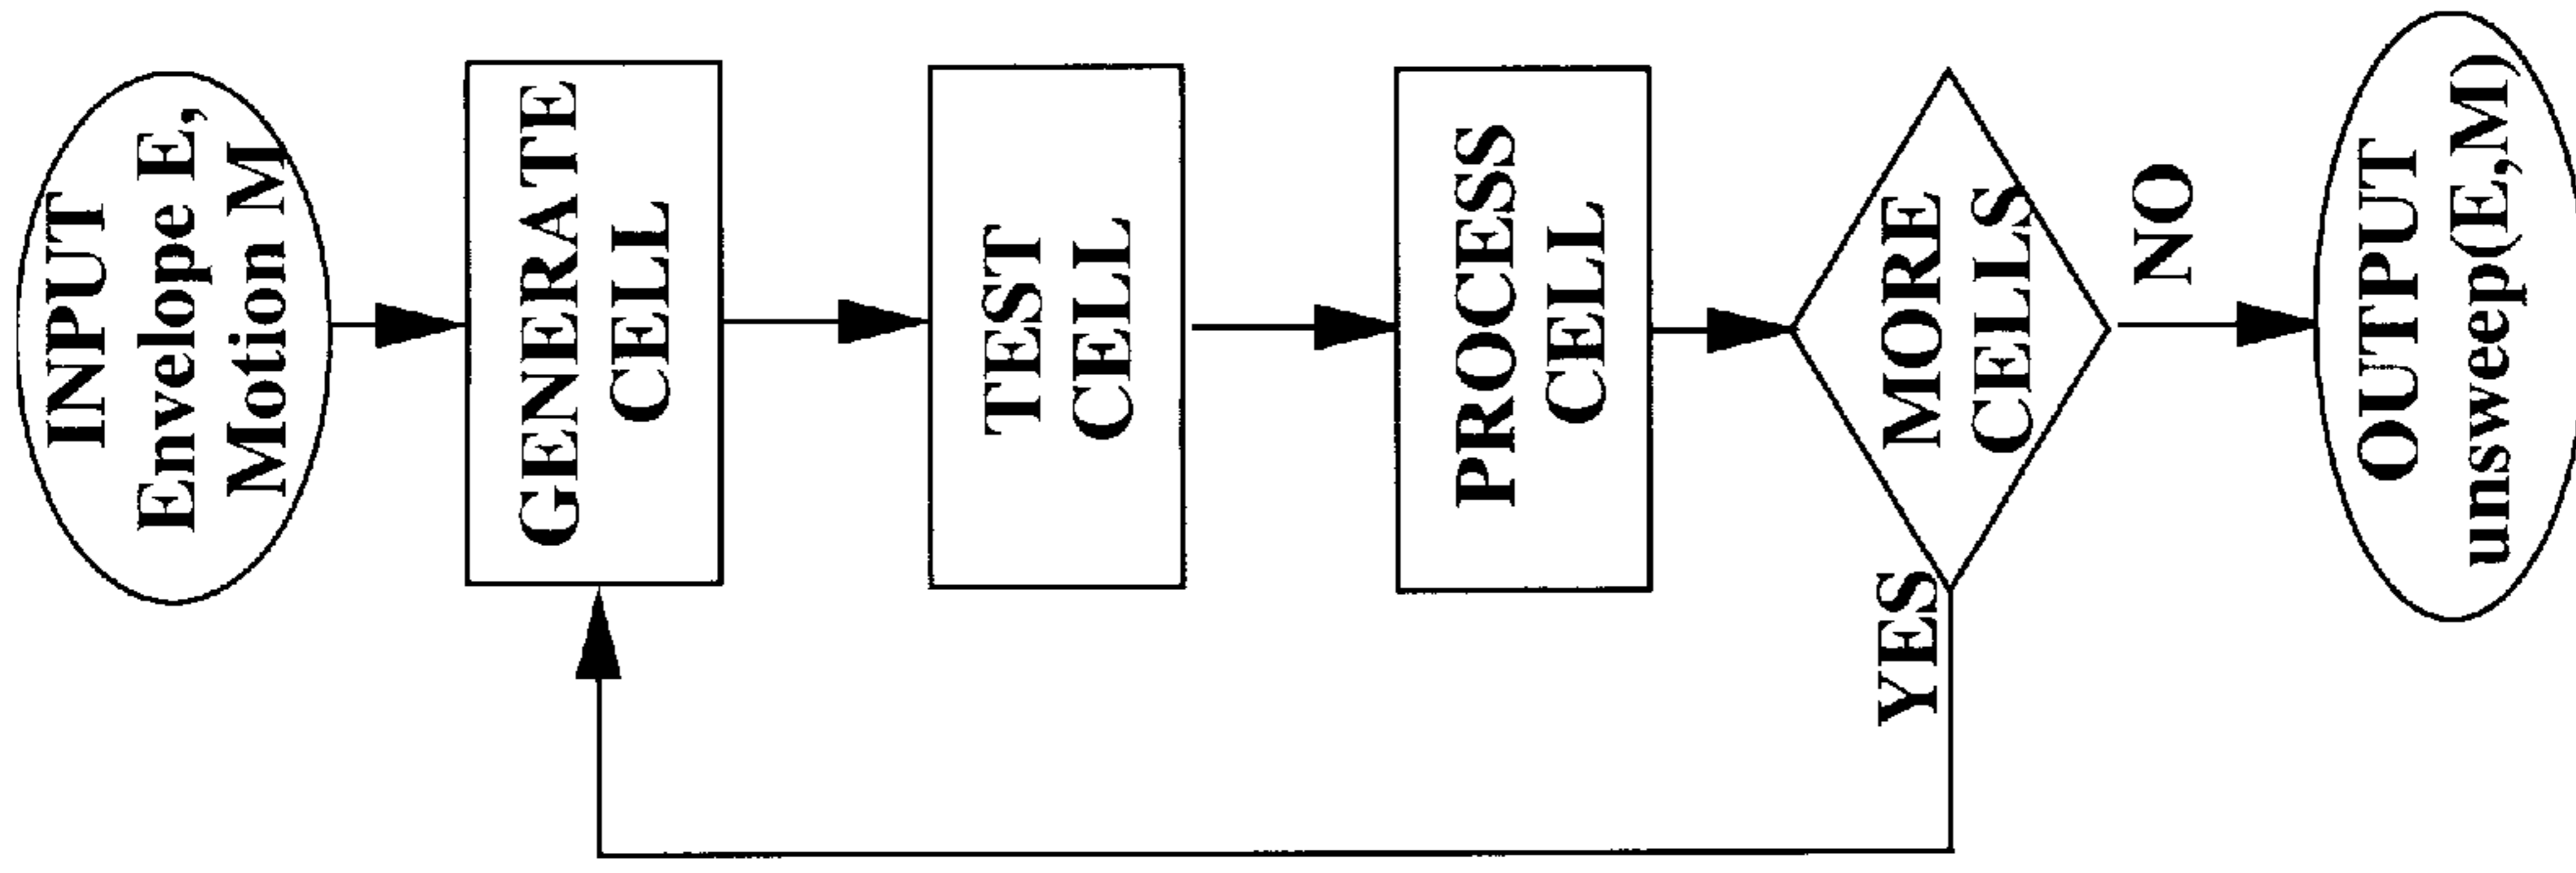 INPUT
Envelope E,
Motion M
GENERATE
CELL
TEST
CELL
PROCESS
CELL
MORE
CELLS
YES
NO
OUTPUT
unsweep(E,M)